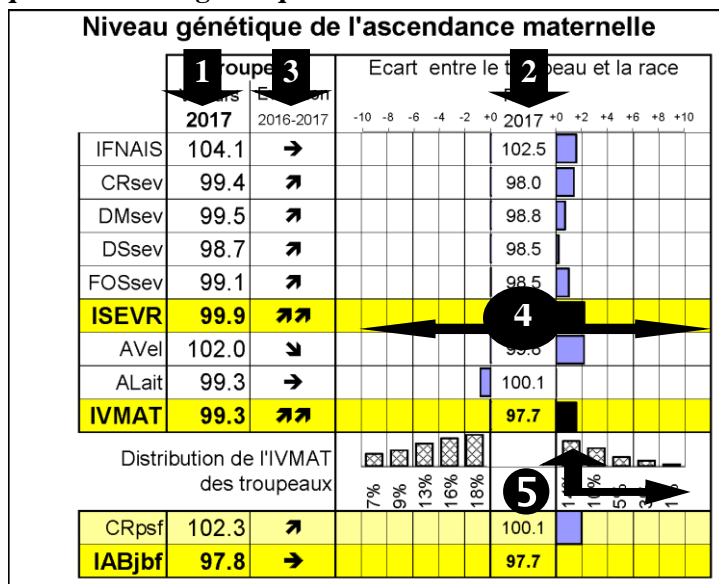 Niveau génétique de l'ascendance maternelle
1 3 Ecart entre le 2 et la race
2017 2016-2017 -10 -8 -6 -4 -2 +0 2017 +0 +2 +4 +6 +8 +10
IFNAIS 104.1 ➔ 102.5
CRsev 99.4 98.0
DMsev 99.5 98.8
DSsev 98.7 98.5
FOSsev 99.1 98.5
ISEVR 99.9 4
AVel 102.0
ALait 99.3 ➔ 100.1
IVMAT 99.3 97.7
Distribution de l'IVMAT
des troupeaux
7% 9% 13% 16% 18% 5 5%
CRpsf 102.3 100.1
IABjbf 97.8 ➔ 97.7